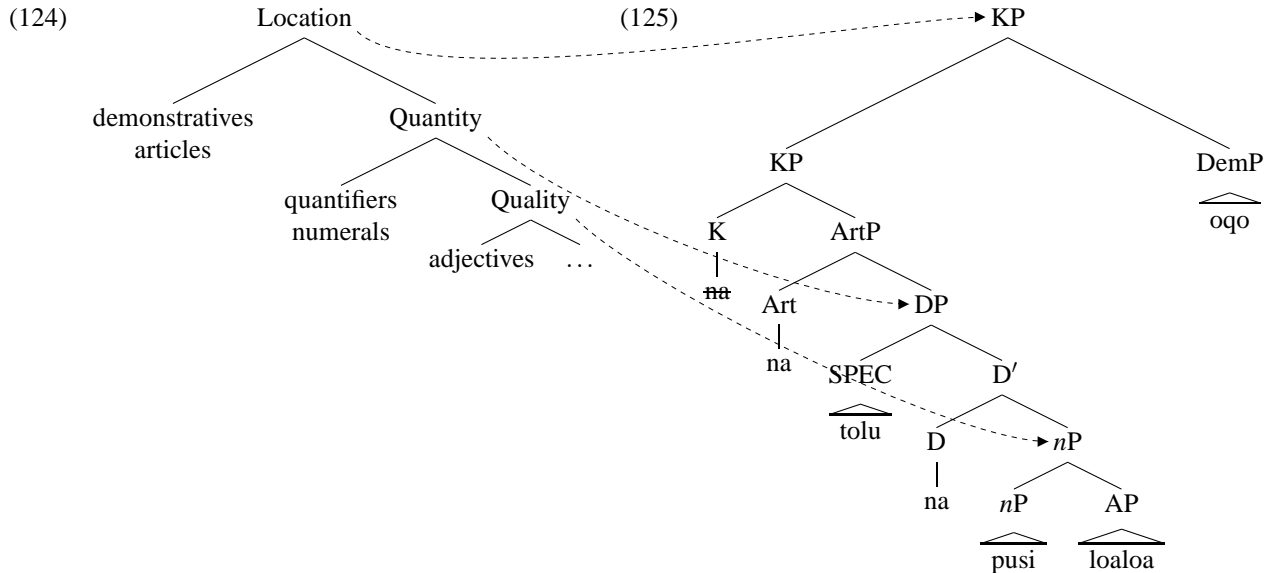 (124) Location (125) KP
demonstratives Quantity
articles
KP DemP
quantifiers Quality oqo
numerals
K ArtP
adjectives …
na Art DP
na SPEC D′
tolu D nP
na nP AP
pusi loaloa